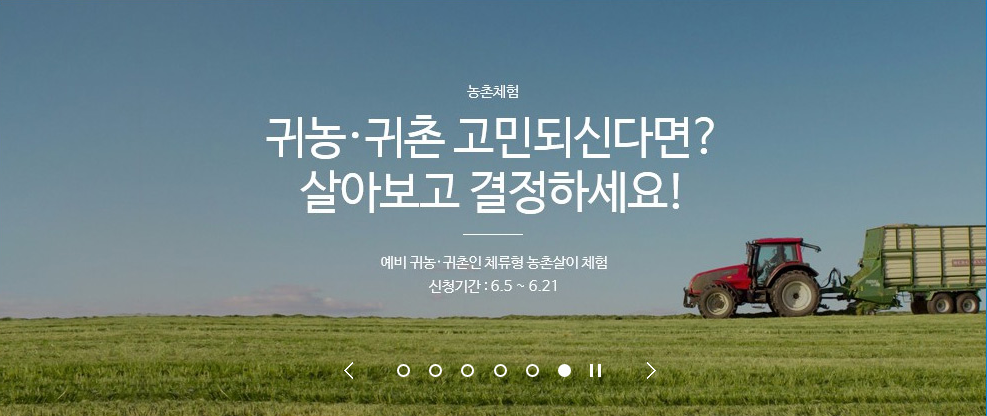 농촌체험
귀농·귀촌 고민되신다면?
살아보고 결정하세요!
예비 귀농·귀촌인 체류형 농촌살이 체험
신청기간 : 6.5 ~ 6.21